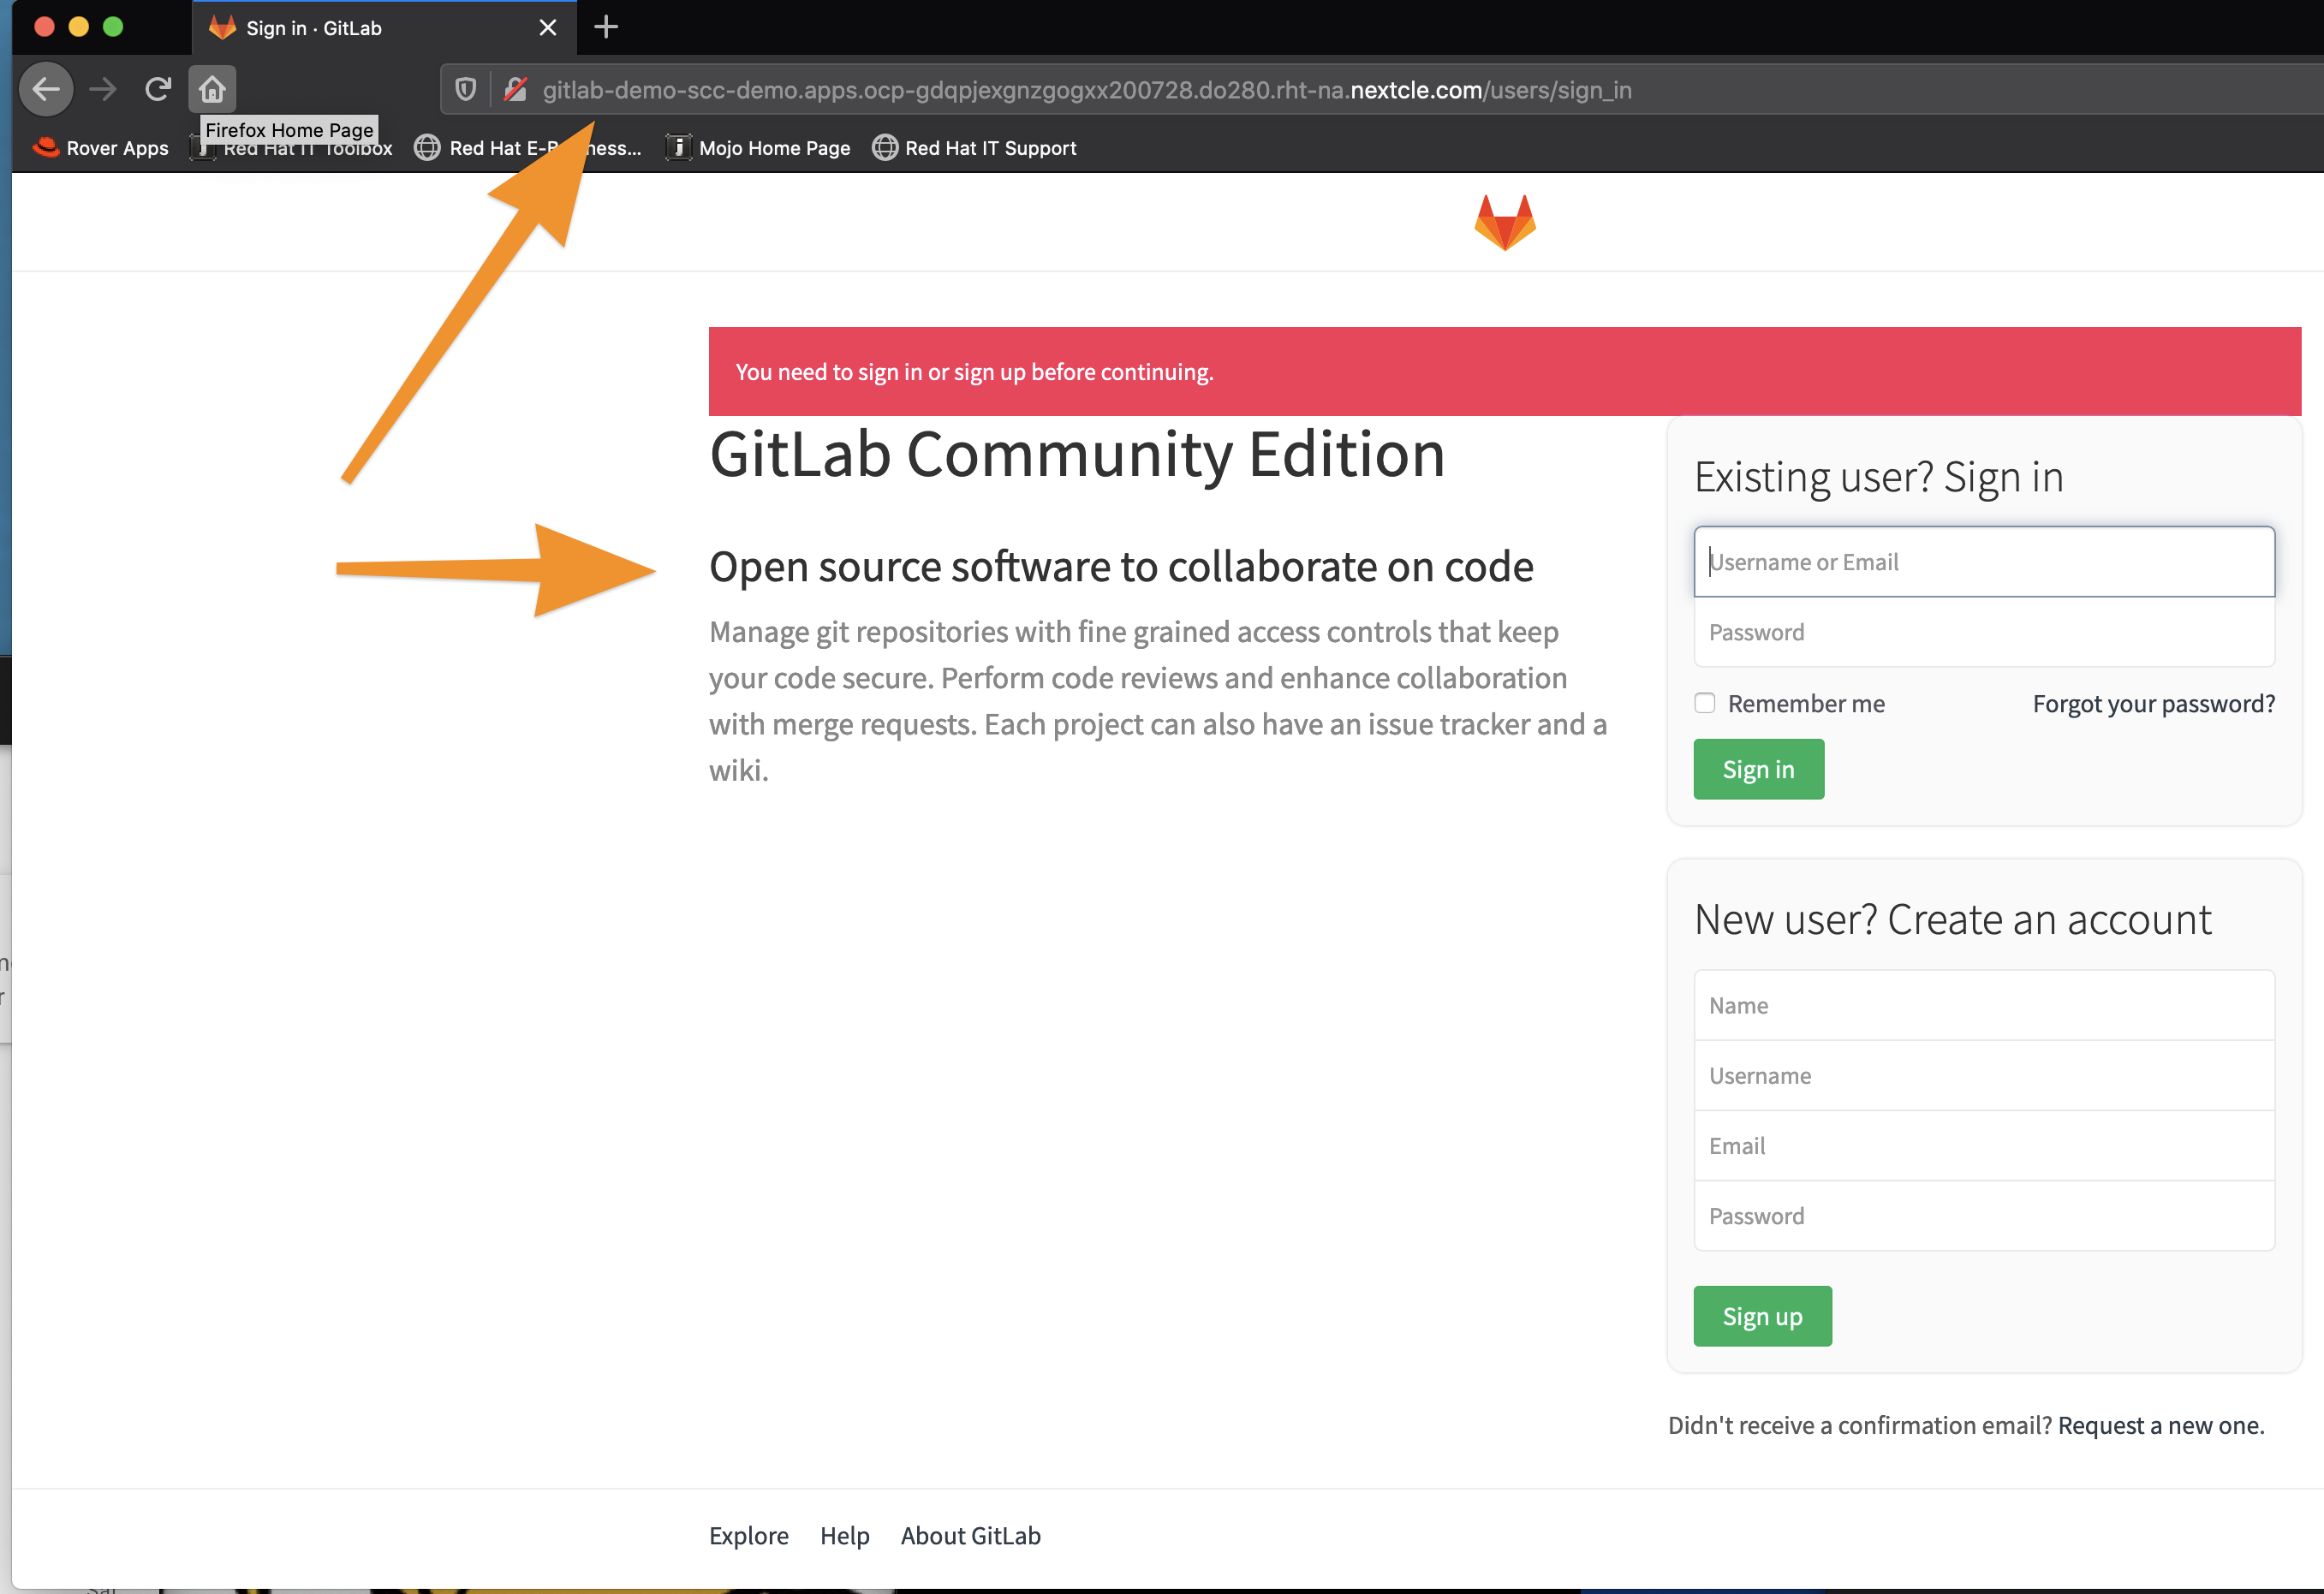 Sign in · GitLab
gitlab-demo-scc-demo.apps.ocp-gdqpjexgnzgogxx200728.do280.rht-na.nextcle.com/users/sign_in
Firefox Home Page
Rover Apps Red Hat IT Toolbox Red Hat E-B ness... Mojo Home Page Red Hat IT Support
You need to sign in or sign up before continuing.
GitLab Community Edition
Open source software to collaborate on code
Manage git repositories with fine grained access controls that keep
your code secure. Perform code reviews and enhance collaboration
with merge requests. Each project can also have an issue tracker and a
wiki.
Existing user? Sign in
Username or Email
Password
Remember me Forgot your password?
Sign in
New user? Create an account
Name
Username
Email
Password
Sign up
Didn't receive a confirmation email? Request a new one.
Explore Help About GitLab